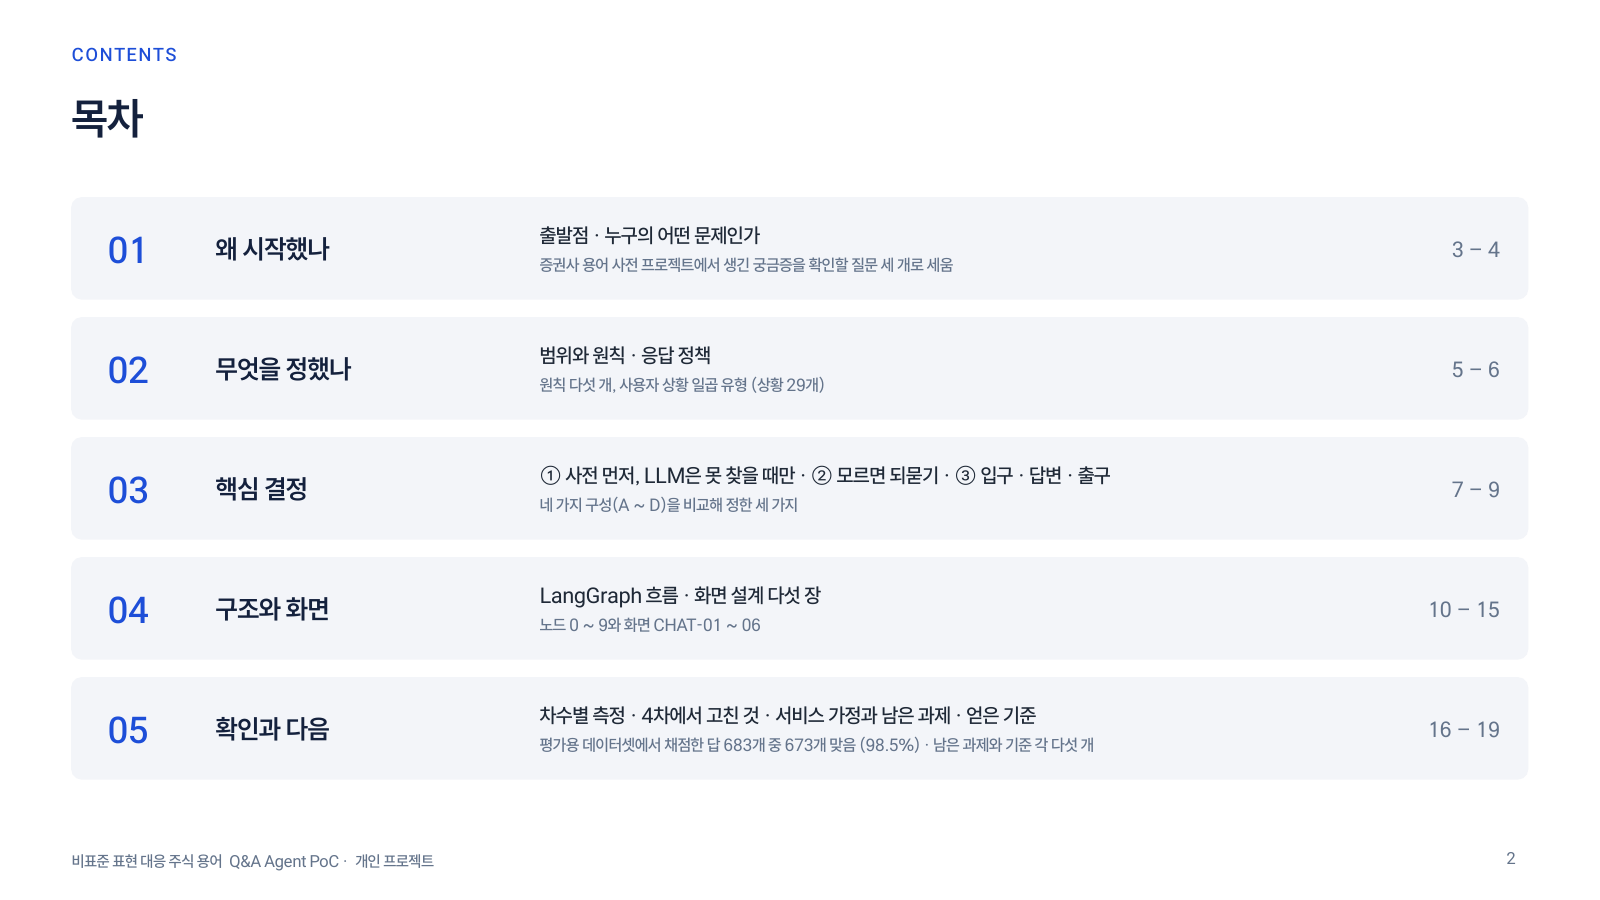 CONTENTS
목차
01
왜 시작했나
출발점 · 누구의 어떤 문제인가
증권사 용어 사전 프로젝트에서 생긴 궁금증을 확인할 질문 세 개로 세움
3 – 4
02
무엇을 정했나
범위와 원칙 · 응답 정책
원칙 다섯 개, 사용자 상황 일곱 유형 (상황 29개)
5 – 6
03
핵심 결정
① 사전 먼저, LLM은 못 찾을 때만 · ② 모르면 되묻기 · ③ 입구 · 답변 · 출구
네 가지 구성(A ~ D)을 비교해 정한 세 가지
7 – 9
04
구조와 화면
LangGraph 흐름 · 화면 설계 다섯 장
노드 0 ~ 9와 화면 CHAT-01 ~ 06
10 – 15
05
확인과 다음
차수별 측정 · 4차에서 고친 것 · 서비스 가정과 남은 과제 · 얻은 기준
평가용 데이터셋에서 채점한 답 683개 중 673개 맞음 (98.5%) · 남은 과제와 기준 각 다섯 개
16 – 19
비표준 표현 대응 주식 용어 Q&A Agent PoC · 개인 프로젝트
2